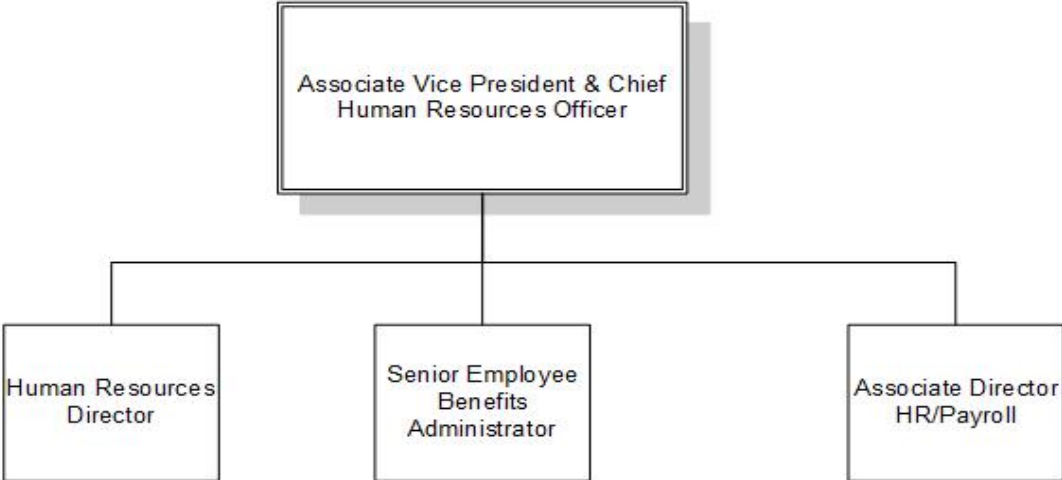 Associate Vice President & Chief
Human Resources Officer
Human Resources
Director
Senior Employee
Benefits
Administrator
Associate Director
HR/Payroll